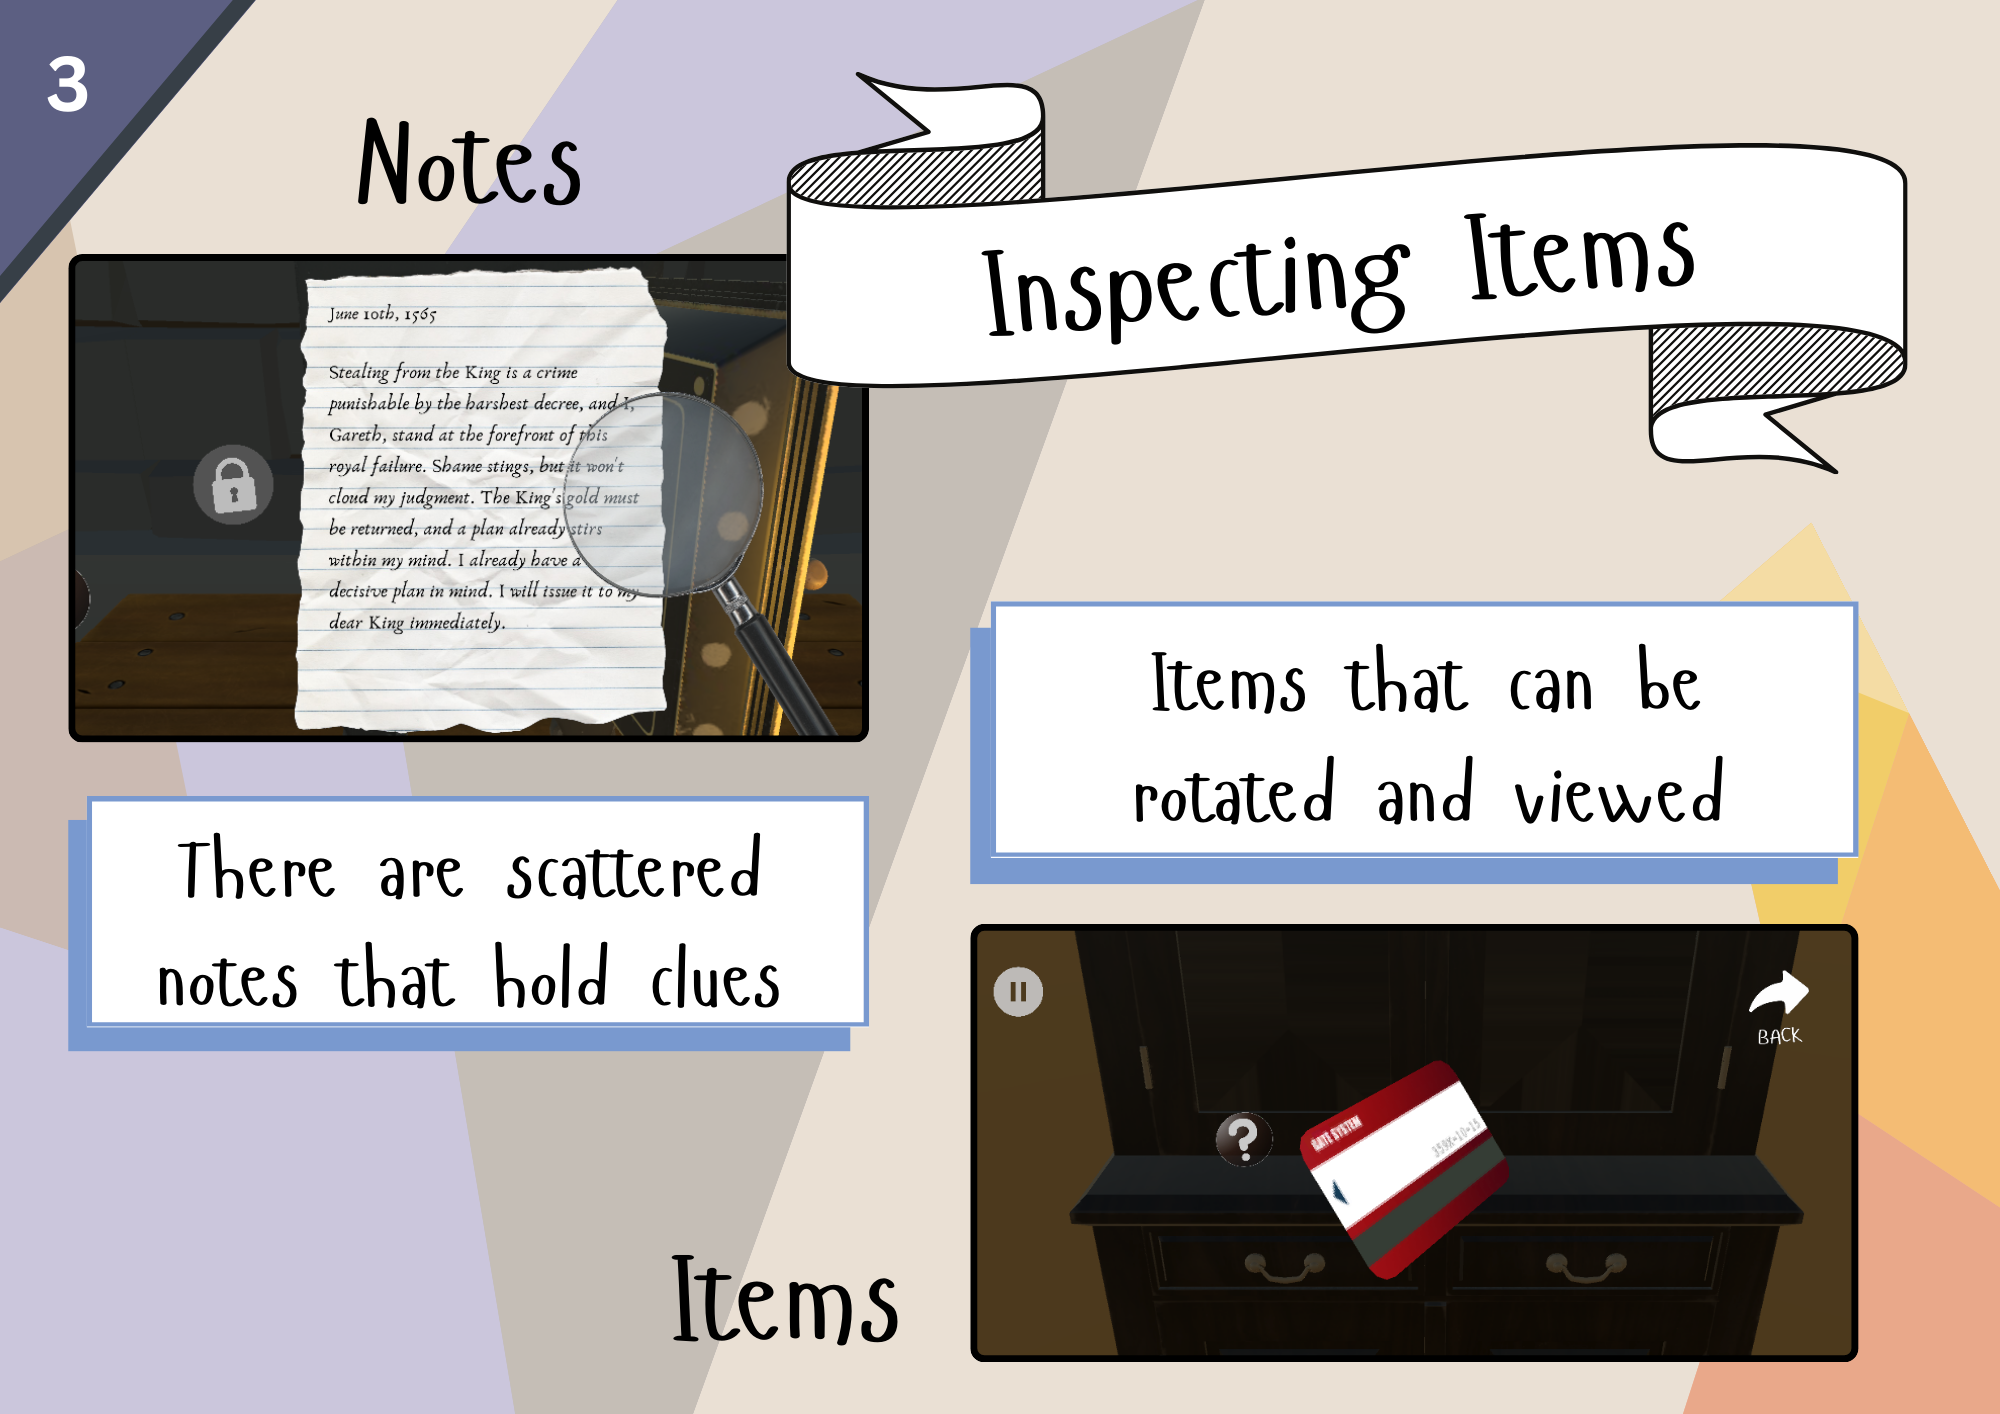 3
Notes
Inspecting Items
June 10th, 1565
Stealing from the King is a crime
punishable by the harshest decree, and I,
Gareth, stand at the forefront of this
royal failure. Shame stings, but it won't
cloud my judgment. The King's gold must
be returned, and a plan already stirs
within my mind. I already have a
decisive plan in mind. I will issue it to my
dear King immediately.
There are scattered
notes that hold clues
Items that can be
rotated and viewed
BACK
?
GATE SYSTEM
Items